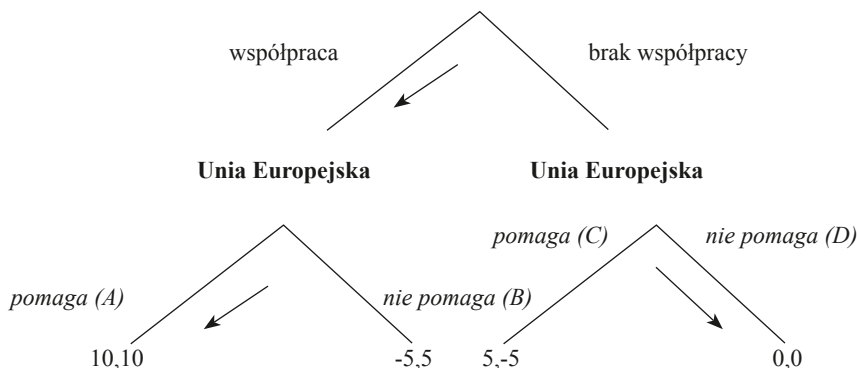 współpraca brak współpracy
Unia Europejska Unia Europejska
pomaga (C) nie pomaga (D)
pomaga (A) nie pomaga (B)
10,10 -5,5 5,-5 0,0